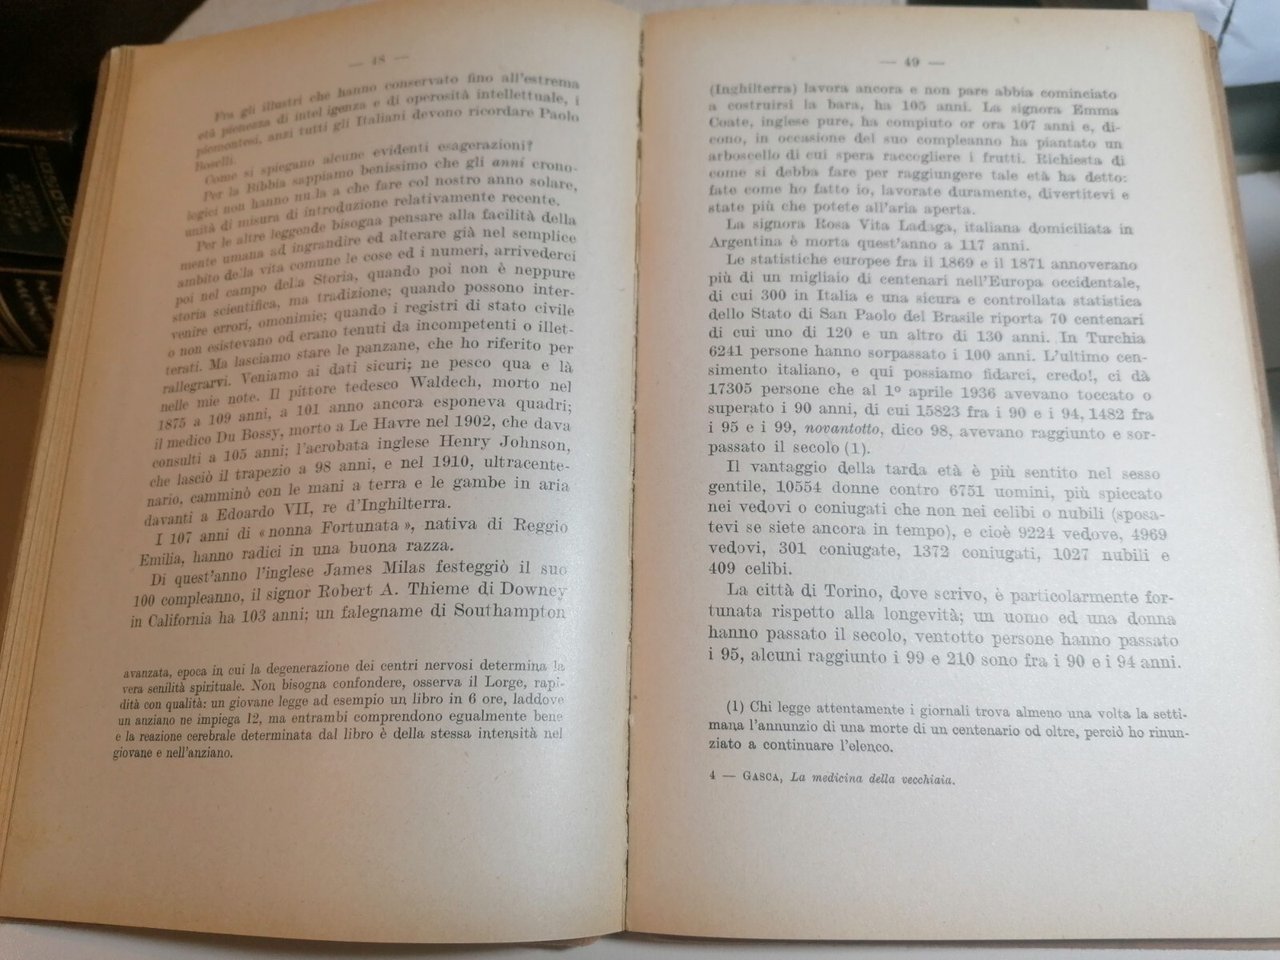 — 48 —
Fra gli illustri che hanno conservato fino all'estrema
età pienezza di intel igenza e di operosità intellettuale, i
piemontesi, anzi tutti gli Italiani devono ricordare Paolo
Boselli.
Come si spiegano alcune evidenti esagerazioni?
Per la Bibbia sappiamo benissimo che gli anni crono-
logici non hanno nu la a che fare col nostro anno solare,
unità di misura di introduzione relativamente recente.
Per le altre leggende bisogna pensare alla facilità della
mente umana ad ingrandire ed alterare già nel semplice
ambito della vita comune le cose ed i numeri, arrivederci
poi nel campo della Storia, quando poi non è neppure
storia scientifica, ma tradizione; quando possono inter-
venire errori, omonimie; quando i registri di stato civile
o non esistevano od erano tenuti da incompetenti o illet-
terati. Ma lasciamo stare le panzane, che ho riferito per
rallegrarvi. Veniamo ai dati sicuri; ne pesco qua e là
nelle mie note. Il pittore tedesco Waldech, morto nel
1875 a 109 anni, a 101 anno ancora esponeva quadri;
il medico Du Bossy, morto a Le Havre nel 1902, che dava
consulti a 105 anni; l'acrobata inglese Henry Johnson,
che lasciò il trapezio a 98 anni, e nel 1910, ultracente-
nario, camminò con le mani a terra e le gambe in aria
davanti a Edoardo VII, re d'Inghilterra.
I 107 anni di « nonna Fortunata », nativa di Reggio
Emilia, hanno radici in una buona razza.
Di quest'anno l'inglese James Milas festeggiò il suo
100 compleanno, il signor Robert A. Thieme di Downey
in California ha 103 anni; un falegname di Southampton
avanzata, epoca in cui la degenerazione dei centri nervosi determina la
vera senilità spirituale. Non bisogna confondere, osserva il Lorge, rapi-
dità con qualità: un giovane legge ad esempio un libro in 6 ore, laddove
un anziano ne impiega 12, ma entrambi comprendono egualmente bene
e la reazione cerebrale determinata dal libro è della stessa intensità nel
giovane e nell'anziano.
— 49 —
(Inghilterra) lavora ancora e non pare abbia cominciato
a costruirsi la bara, ha 105 anni. La signora Emma
Coate, inglese pure, ha compiuto or ora 107 anni e, di-
cono, in occasione del suo compleanno ha piantato un
arboscello di cui spera raccogliere i frutti. Richiesta di
come si debba fare per raggiungere tale età ha detto:
fate come ho fatto io, lavorate duramente, divertitevi e
state più che potete all'aria aperta.
La signora Rosa Vita Ladaga, italiana domiciliata in
Argentina è morta quest'anno a 117 anni.
Le statistiche europee fra il 1869 e il 1871 annoverano
più di un migliaio di centenari nell'Europa occidentale,
di cui 300 in Italia e una sicura e controllata statistica
dello Stato di San Paolo del Brasile riporta 70 centenari
di cui uno di 120 e un altro di 130 anni. In Turchia
6241 persone hanno sorpassato i 100 anni. L'ultimo cen-
simento italiano, e qui possiamo fidarci, credo!, ci dà
17305 persone che al 1º aprile 1936 avevano toccato o
superato i 90 anni, di cui 15823 fra i 90 e i 94, 1482 fra
i 95 e i 99, novantotto, dico 98, avevano raggiunto e sor-
passato il secolo (1).
Il vantaggio della tarda età è più sentito nel sesso
gentile, 10554 donne contro 6751 uomini, più spiccato
nei vedovi o coniugati che non nei celibi o nubili (sposa-
tevi se siete ancora in tempo), e cioè 9224 vedove, 4969
vedovi, 301 coniugate, 1372 coniugati, 1027 nubili e
409 celibi.
La città di Torino, dove scrivo, è particolarmente for-
tunata rispetto alla longevità; un uomo ed una donna
hanno passato il secolo, ventotto persone hanno passato
i 95, alcuni raggiunto i 99 e 210 sono fra i 90 e i 94 anni.
(1) Chi legge attentamente i giornali trova almeno una volta la setti-
mana l'annunzio di una morte di un centenario od oltre, perciò ho rinun-
ziato a continuare l'elenco.
4 — GASCA, La medicina della vecchiaia.